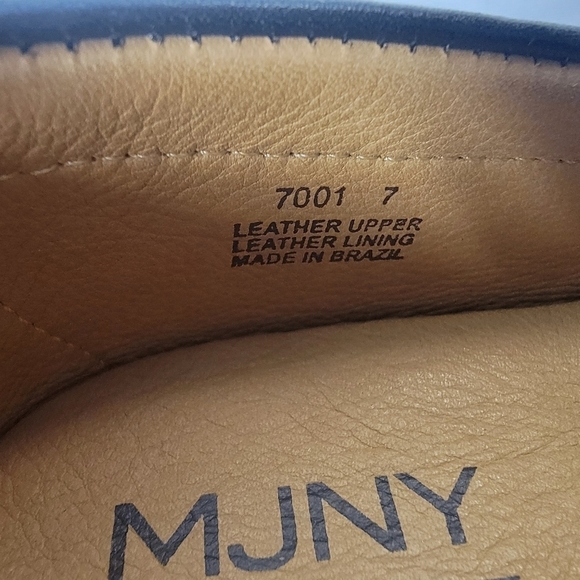 7001 7
LEATHER UPPER
LEATHER LINING
MADE IN BRAZIL
MJNY